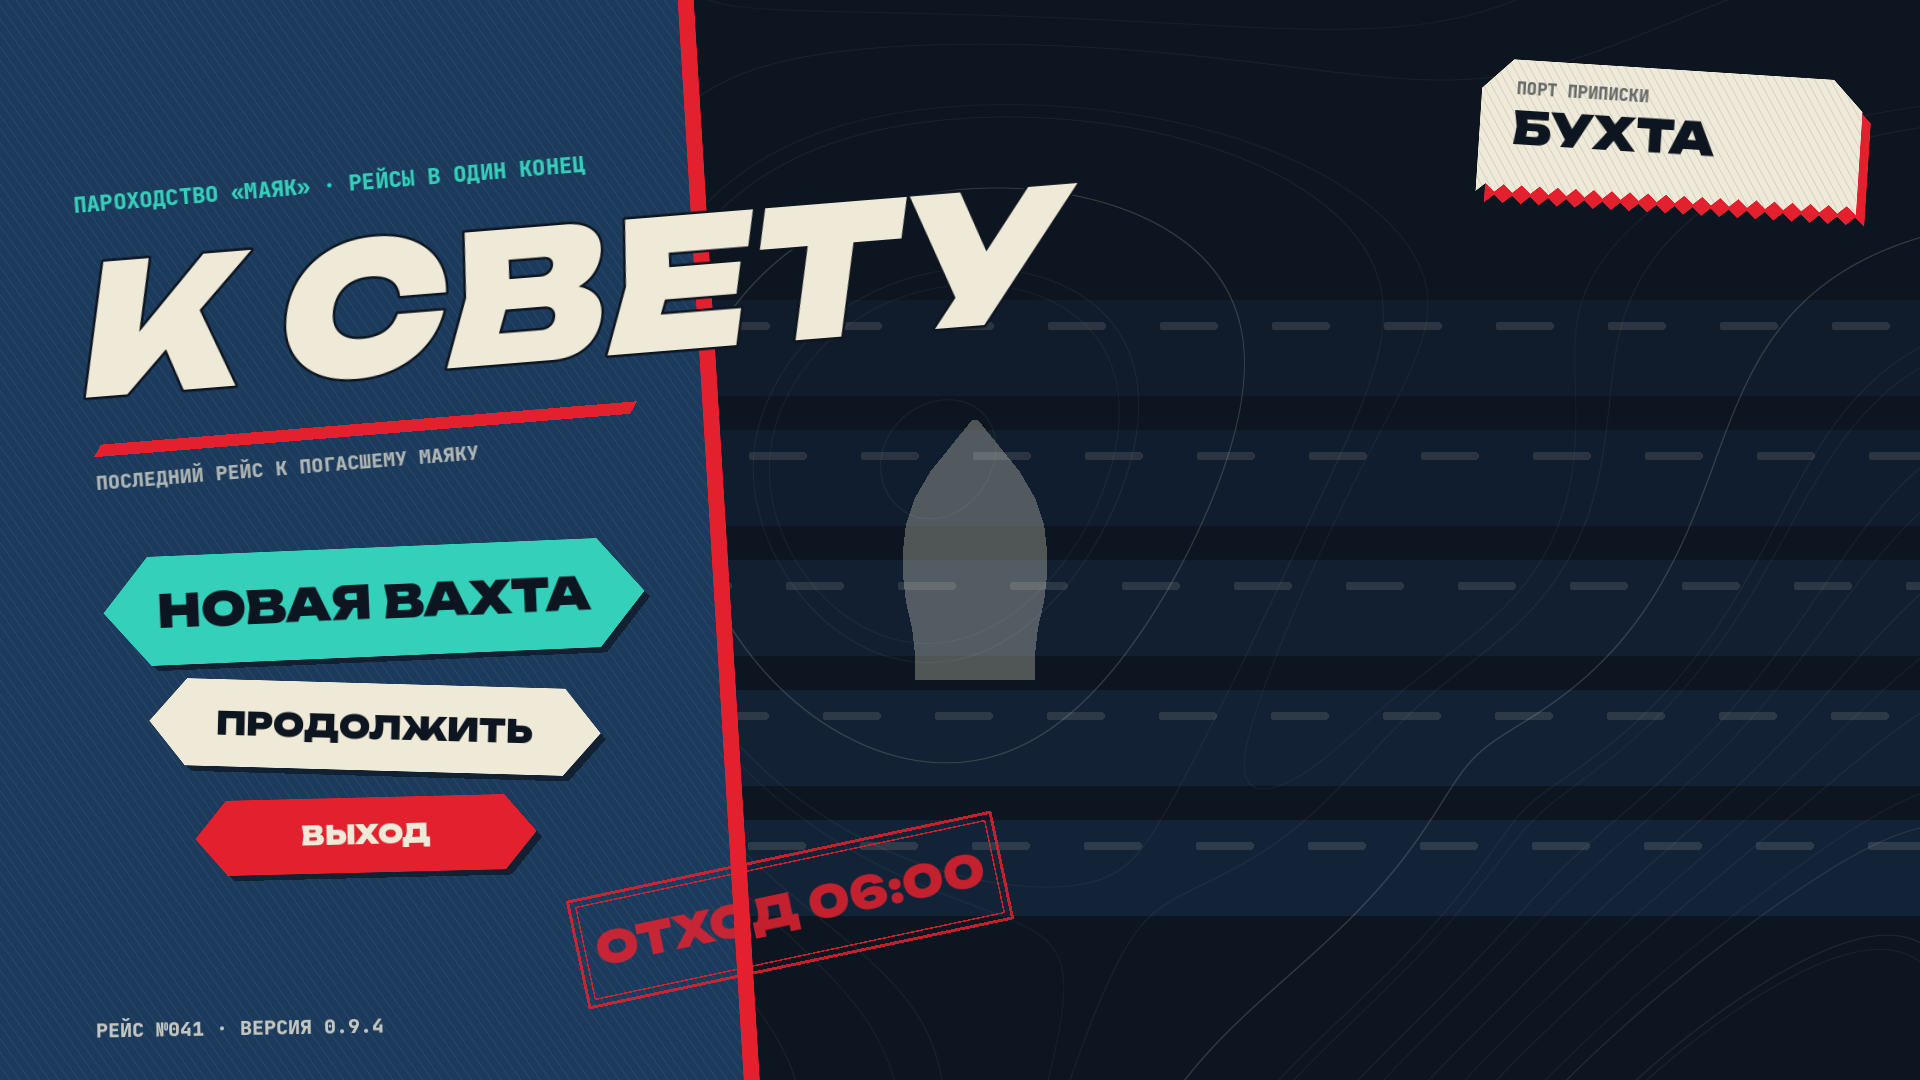 ПАРОХОДСТВО «МАЯК» · РЕЙСЫ В ОДИН КОНЕЦ
К СВЕТУ
ПОСЛЕДНИЙ РЕЙС К ПОГАСШЕМУ МАЯКУ
НОВАЯ ВАХТА
ПРОДОЛЖИТЬ
ВЫХОД
ОТХОД 06:00
РЕЙС №041 · ВЕРСИЯ 0.9.4
ПОРТ ПРИПИСКИ
БУХТА